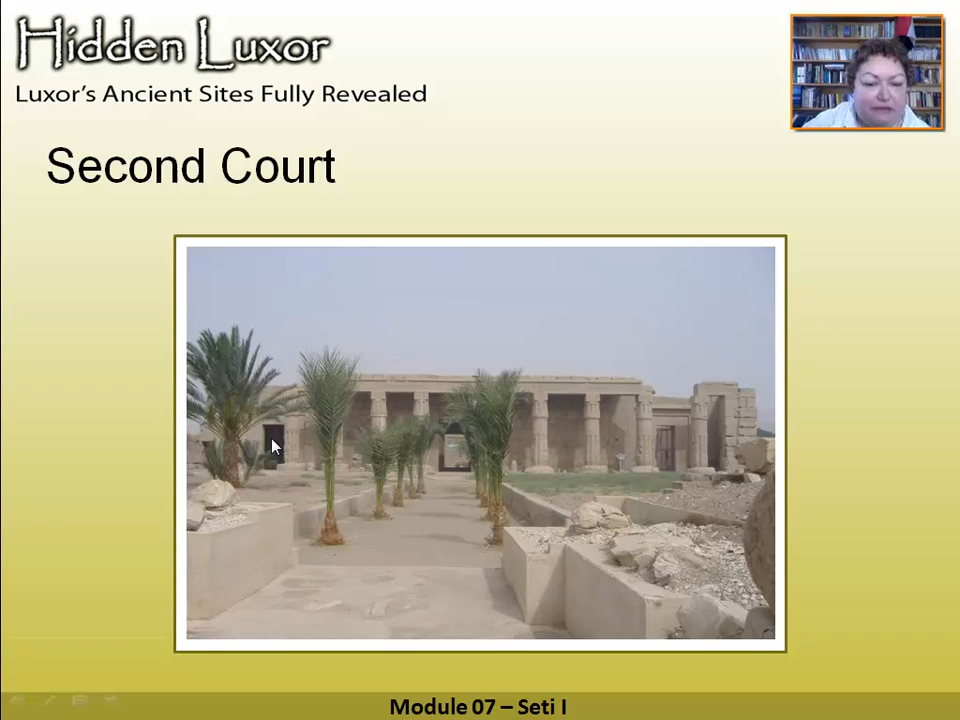 Hidden Luxor
Luxor's Ancient Sites Fully Revealed
Second Court
Module 07 – Seti I